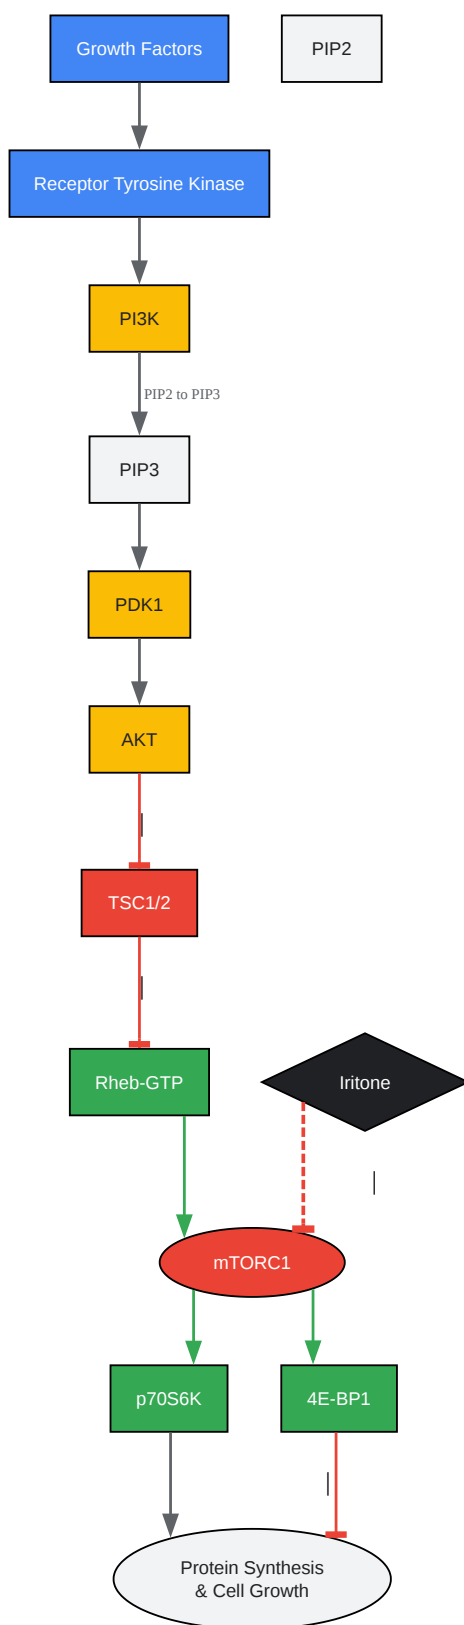 Growth Factors
PIP2
Receptor Tyrosine Kinase
PI3K
PIP2 to PIP3
PIP3
PDK1
AKT
|
TSC1/2
|
Rheb-GTP
Iritone
|
mTORC1
p70S6K
4E-BP1
|
Protein Synthesis
& Cell Growth